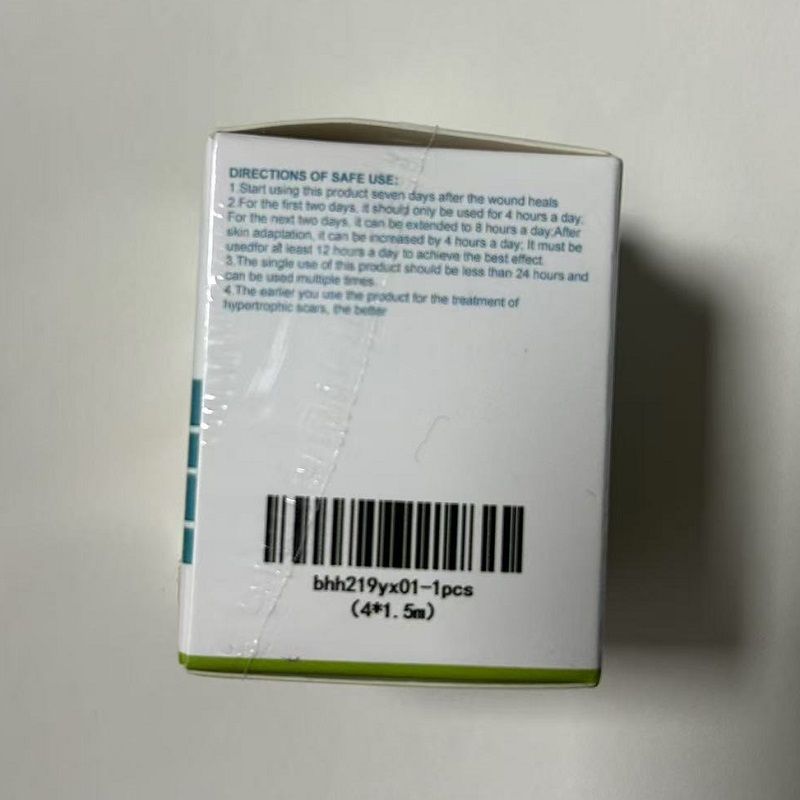 DIRECTIONS OF SAFE USE:
1.Start using this product seven days after the wound heals
2.For the first two days, it should only be used for 4 hours a day;
For the next two days, it can be extended to 8 hours a day;After
skin adaptation, it can be increased by 4 hours a day; It must be
usedfor at least 12 hours a day to achieve the best effect.
3.The single use of this product should be less than 24 hours and
can be used multiple times.
4.The earlier you use the product for the treatment of
hypertrophic scars, the better
bhh219yx01-1pcs
(4*1.5m)